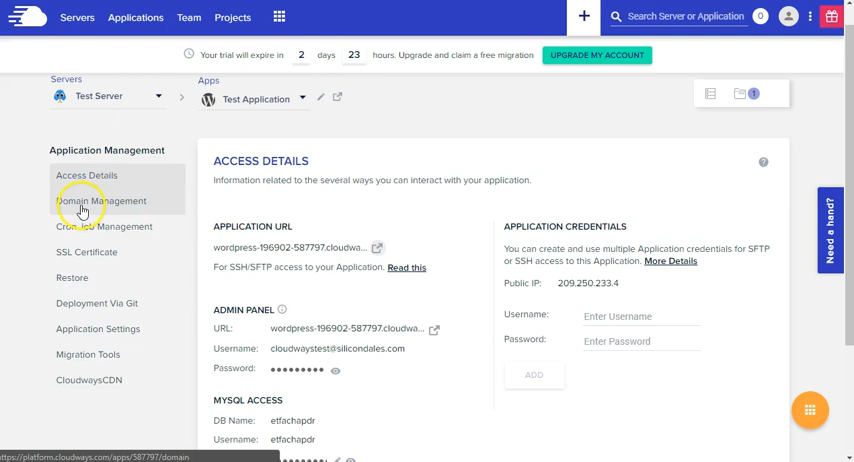 Servers Applications Team Projects
Search Server or Application 0
Your trial will expire in 2 days 23 hours. Upgrade and claim a free migration UPGRADE MY ACCOUNT
Servers
Test Server
Apps
Test Application
1
Application Management
Access Details
Domain Management
Cron Job Management
SSL Certificate
Restore
Deployment Via Git
Application Settings
Migration Tools
CloudwaysCDN
ACCESS DETAILS
Information related to the several ways you can interact with your application.
APPLICATION URL
wordpress-196902-587797.cloudwa...
For SSH/SFTP access to your Application. Read this
ADMIN PANEL
URL: wordpress-196902-587797.cloudwa...
Username: cloudwaystest@silicondales.com
Password: •••••••••
MYSQL ACCESS
DB Name: etfachpdr
Username: etfachpdr
APPLICATION CREDENTIALS
You can create and use multiple Application credentials for SFTP
or SSH access to this Application. More Details
Public IP: 209.250.233.4
Username: Enter Username
Password: Enter Password
ADD
Need a hand?
ttps://platform.cloudways.com/apps/587797/domain